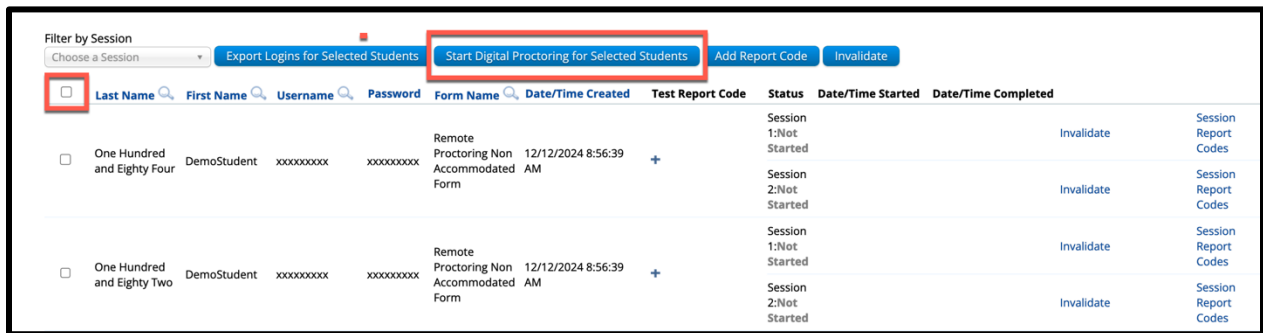 Filter by Session
Choose a Session Export Logins for Selected Students Start Digital Proctoring for Selected Students Add Report Code Invalidate
Last Name First Name Username Password Form Name Date/Time Created Test Report Code Status Date/Time Started Date/Time Completed
One Hundred
and Eighty Four
DemoStudent
xxxxxxxxx
xxxxxxxxx
Remote
Proctoring Non
Accommodated
Form
12/12/2024 8:56:39
AM
+
Session
1:Not
Started
Invalidate
Session
Report
Codes
Session
2:Not
Started
Invalidate
Session
Report
Codes
One Hundred
and Eighty Two
DemoStudent
xxxxxxxxx
xxxxxxxxx
Remote
Proctoring Non
Accommodated
Form
12/12/2024 8:56:39
AM
+
Session
1:Not
Started
Invalidate
Session
Report
Codes
Session
2:Not
Started
Invalidate
Session
Report
Codes